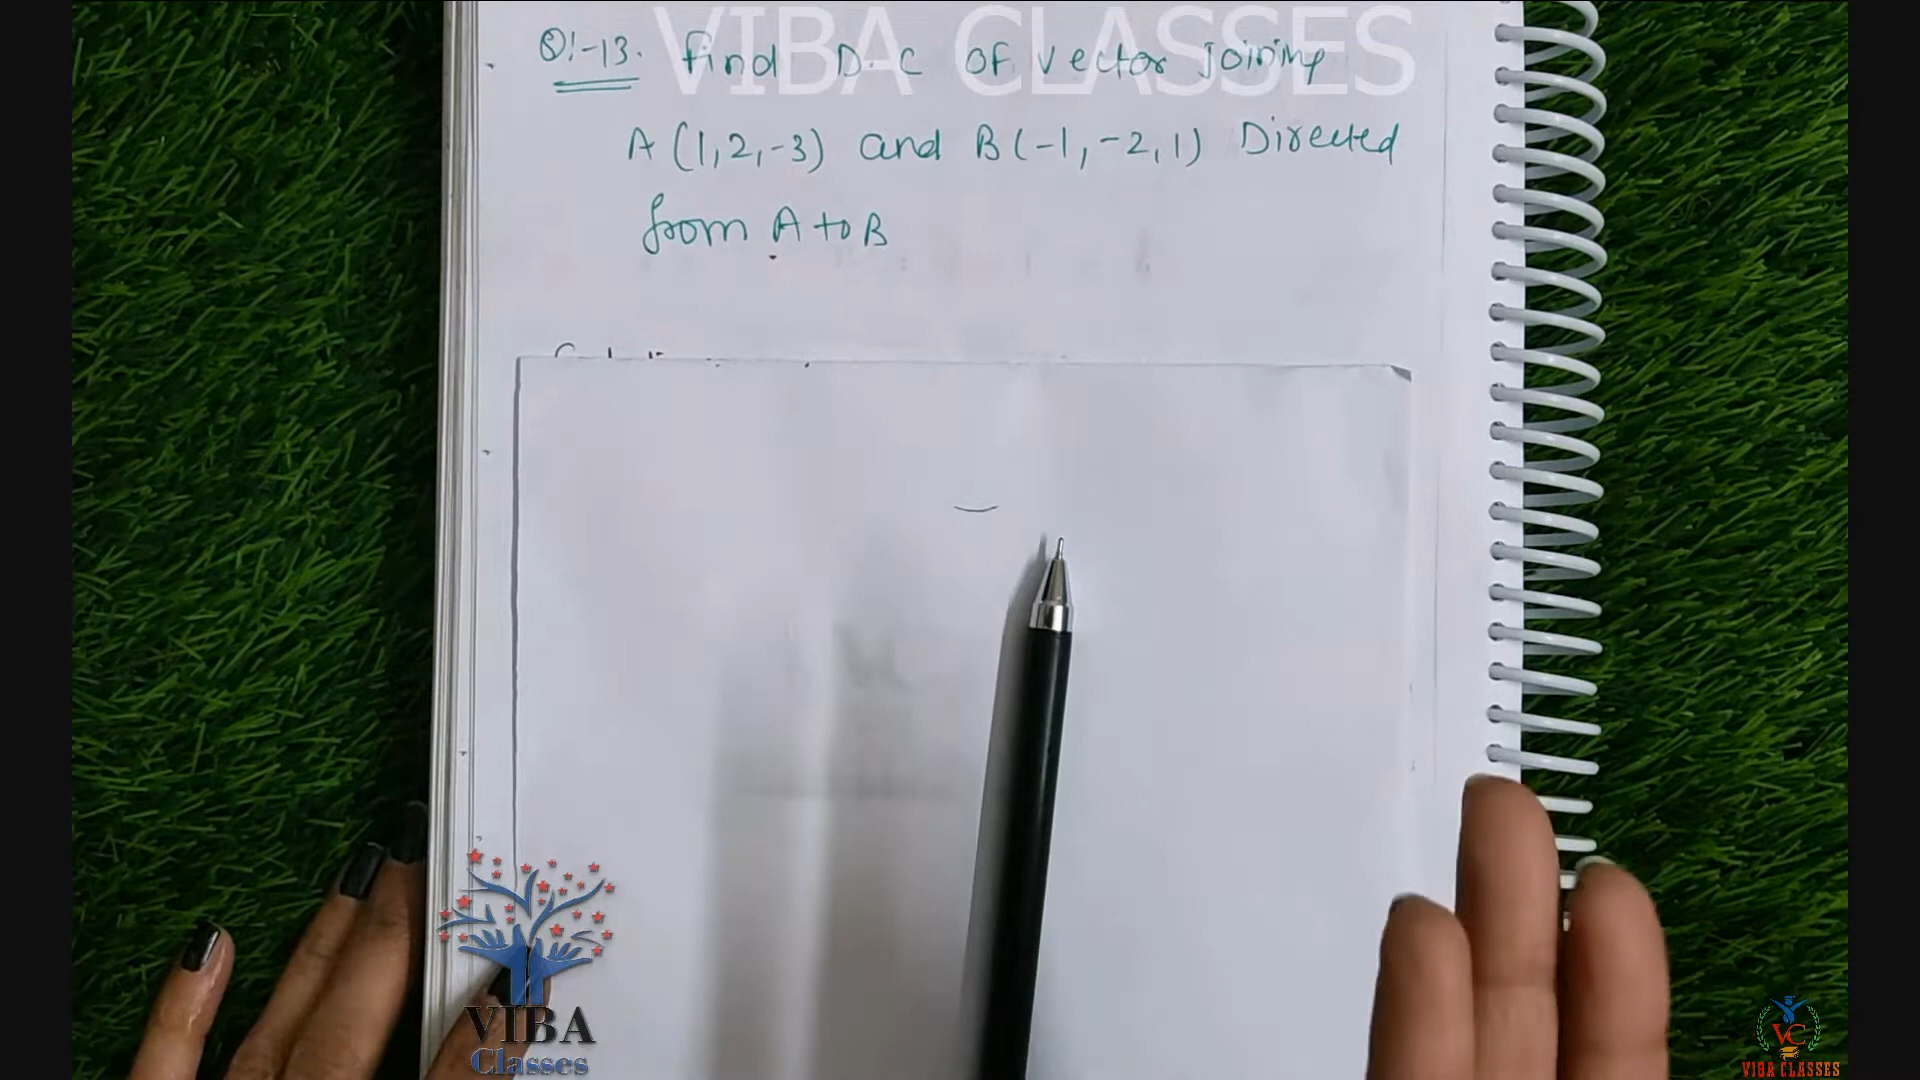 VIBA CLASSES
Q:-13. find D.C OF vector joining
A (1,2,-3) and B(-1,-2,1) Directed
from A to B
VIBA
Classes
VC
VIBA CLASSES